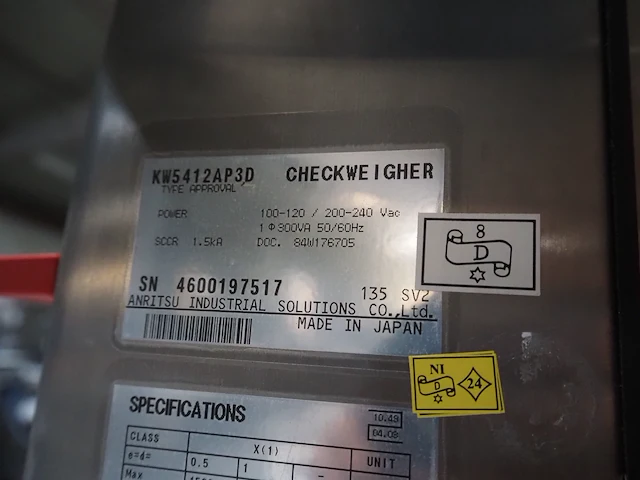 KW5412AP3D CHECKWEIGHER
TYPE APPROVAL
POWER 100-120 / 200-240 Vac
1Φ300VA 50/60Hz
SCCR 1.5kA DOC. 84W176705
SN 4600197517 135 SV2
ANRITSU INDUSTRIAL SOLUTIONS CO.,Ltd.
MADE IN JAPAN
8
D
NI
D
24
SPECIFICATIONS
10.49
04.09
CLASS X(1) UNIT
e=d= 0.5 1 –
Max